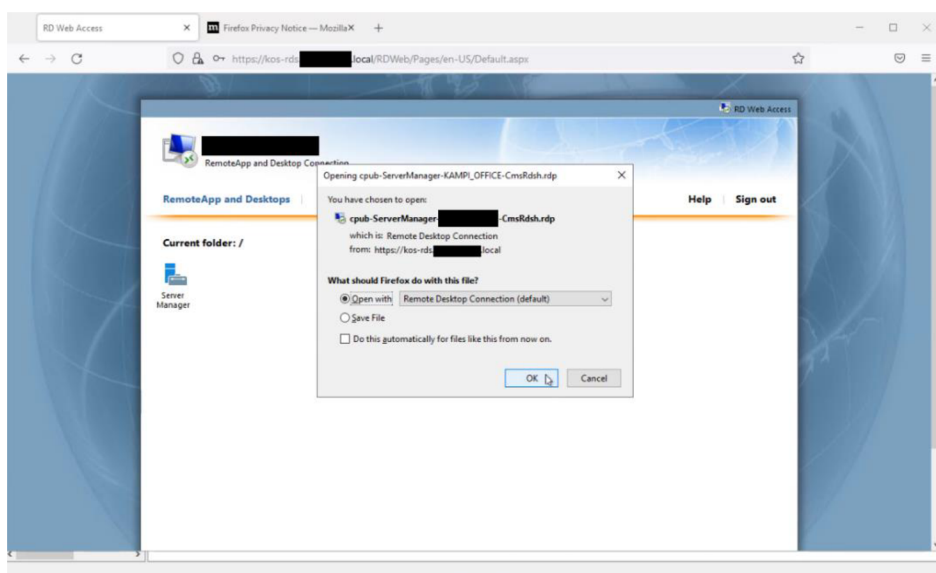 RD Web Access
Firefox Privacy Notice — Mozilla
https://kos-rds. .local/RDWeb/Pages/en-US/Default.aspx
RD Web Access
RemoteApp and Desktop Connection
RemoteApp and Desktops
Help
Sign out
Current folder: /
Server
Manager
Opening cpub-ServerManager-KAMPI_OFFICE-CmsRdsh.rdp
You have chosen to open:
cpub-ServerManager- -CmsRdsh.rdp
which is: Remote Desktop Connection
from: https://kos-rds. .local
What should Firefox do with this file?
Open with Remote Desktop Connection (default)
Save File
Do this automatically for files like this from now on.
OK Cancel